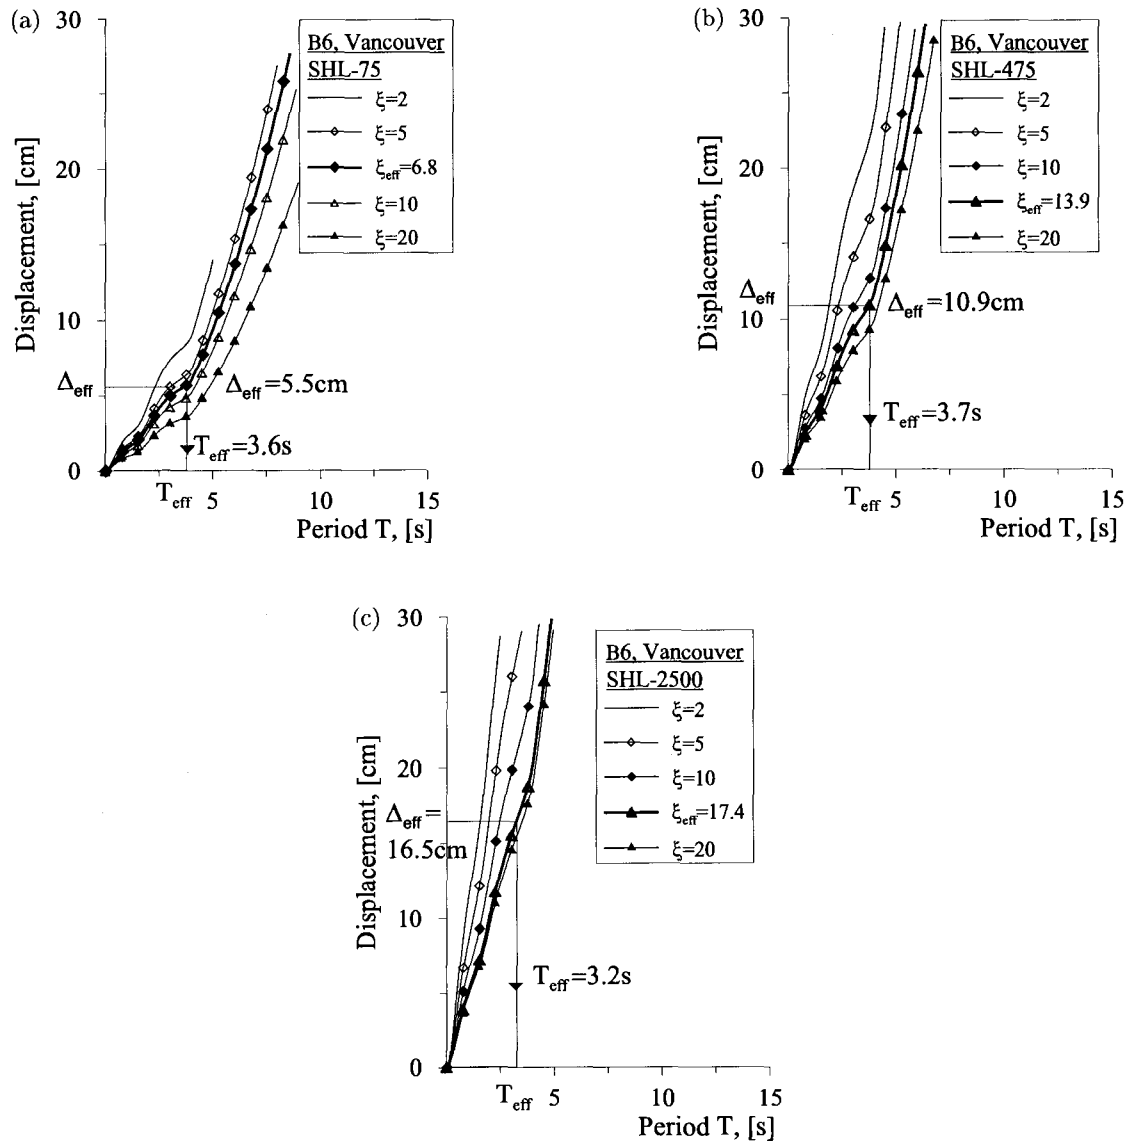 (a)
30
20
10
0
Displacement, [cm]
B6, Vancouver
SHL-75
ξ=2
ξ=5
ξeff=6.8
ξ=10
ξ=20
Δeff
Δeff=5.5cm
Teff=3.6s
Teff
5
10
15
Period T, [s]
(b)
30
20
10
0
Displacement, [cm]
B6, Vancouver
SHL-475
ξ=2
ξ=5
ξ=10
ξeff=13.9
ξ=20
Δeff
Δeff=10.9cm
Teff=3.7s
Teff
5
10
15
Period T, [s]
(c)
30
20
10
0
Displacement, [cm]
B6, Vancouver
SHL-2500
ξ=2
ξ=5
ξ=10
ξeff=17.4
ξ=20
Δeff=
16.5cm
Teff=3.2s
Teff
5
10
15
Period T, [s]